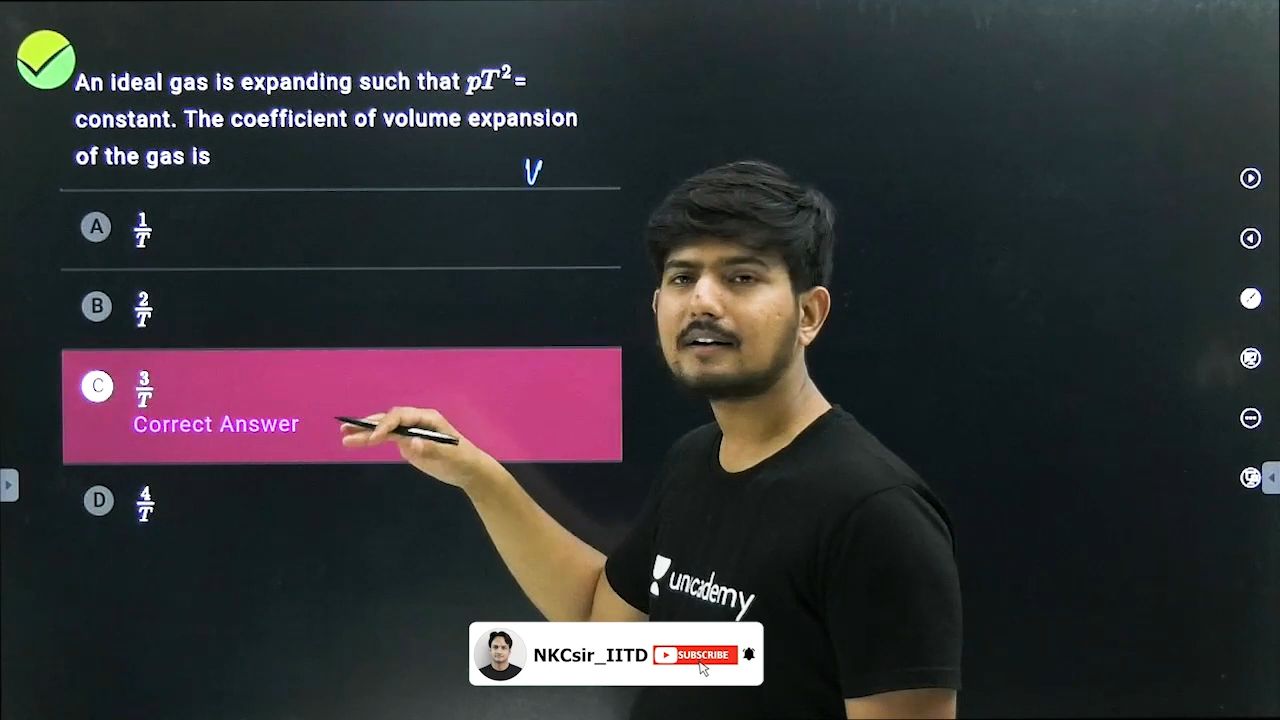 An ideal gas is expanding such that pT²=
constant. The coefficient of volume expansion
of the gas is
V
A 1/T
B 2/T
C 3/T
Correct Answer
D 4/T
unacademy
NKCsir_IITD SUBSCRIBE